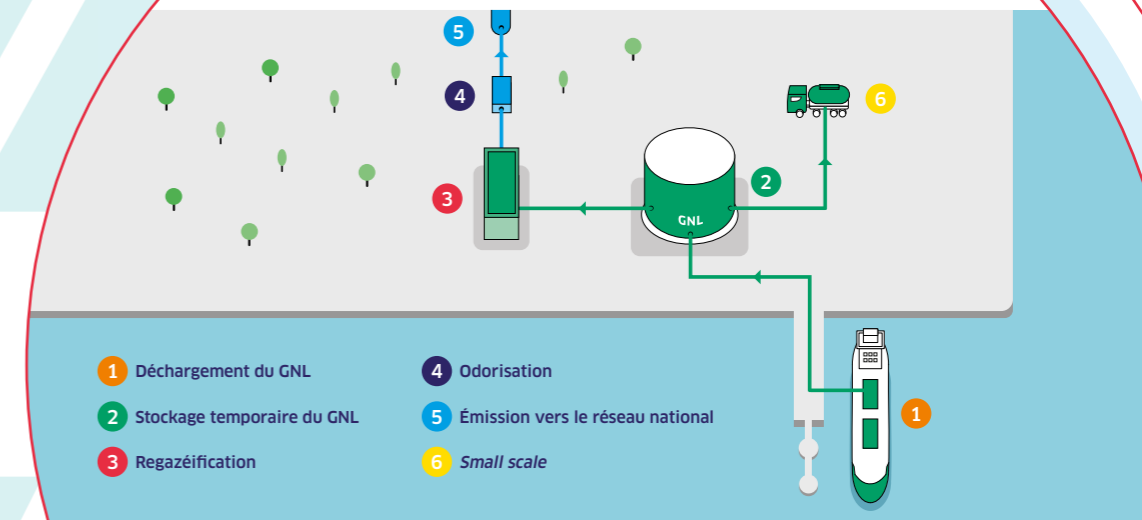 5
4
6
3
2
GNL
1 Déchargement du GNL
2 Stockage temporaire du GNL
3 Regazéification
4 Odorisation
5 Émission vers le réseau national
6 Small scale
1